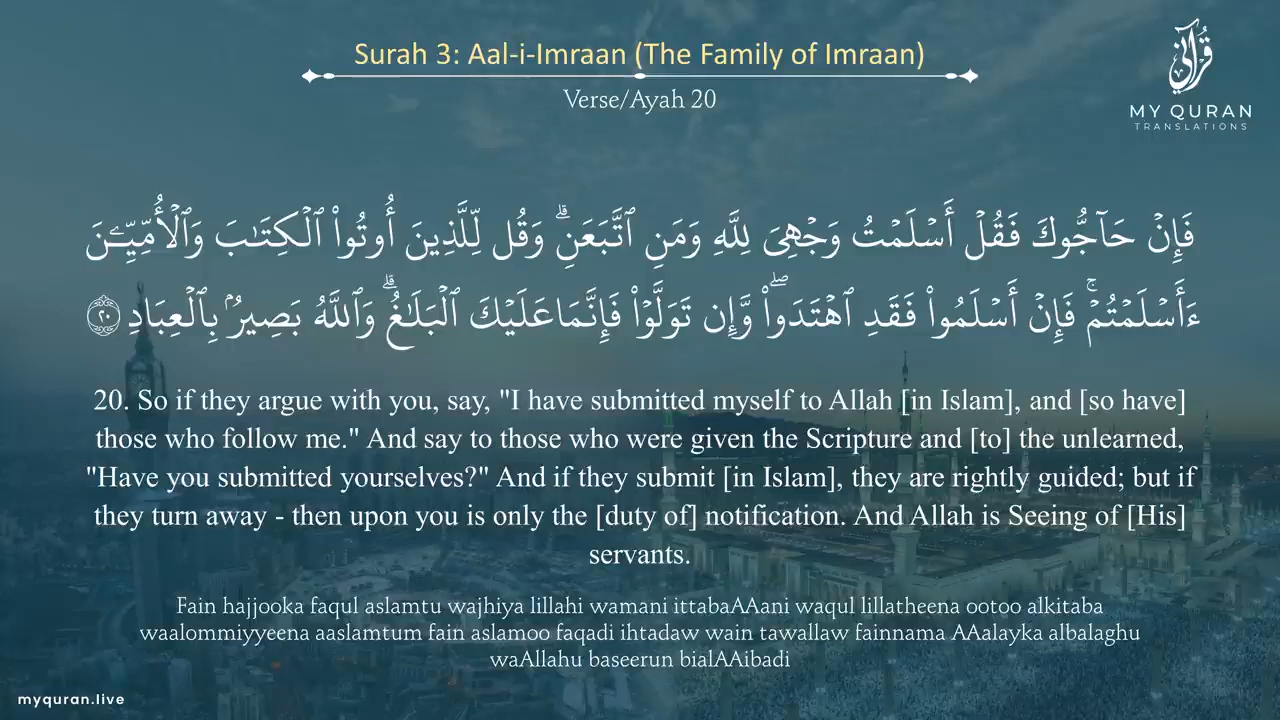 Surah 3: Aal-i-Imraan (The Family of Imraan)
Verse/Ayah 20
قرآني
MY QURAN
TRANSLATIONS
فَإِنْ حَآجُّوكَ فَقُلْ أَسْلَمْتُ وَجْهِىَ لِلَّهِ وَمَنِ ٱتَّبَعَنِ ۗ وَقُل لِّلَّذِينَ أُوتُوا۟ ٱلْكِتَـٰبَ وَٱلْأُمِّيِّـۧنَ
ءَأَسْلَمْتُمْ ۚ فَإِنْ أَسْلَمُوا۟ فَقَدِ ٱهْتَدَوا۟ ۖ وَّإِن تَوَلَّوْا۟ فَإِنَّمَا عَلَيْكَ ٱلْبَلَـٰغُ ۗ وَٱللَّهُ بَصِيرٌۢ بِٱلْعِبَادِ ٢٠
20. So if they argue with you, say, "I have submitted myself to Allah [in Islam], and [so have]
those who follow me." And say to those who were given the Scripture and [to] the unlearned,
"Have you submitted yourselves?" And if they submit [in Islam], they are rightly guided; but if
they turn away - then upon you is only the [duty of] notification. And Allah is Seeing of [His]
servants.
Fain hajjooka faqul aslamtu wajhiya lillahi wamani ittabaAAani waqul lillatheena ootoo alkitaba
waalommiyyeena aaslamtum fain aslamoo faqadi ihtadaw wain tawallaw fainnama AAalayka albalaghu
waAllahu baseerun bialAAibadi
myquran.live